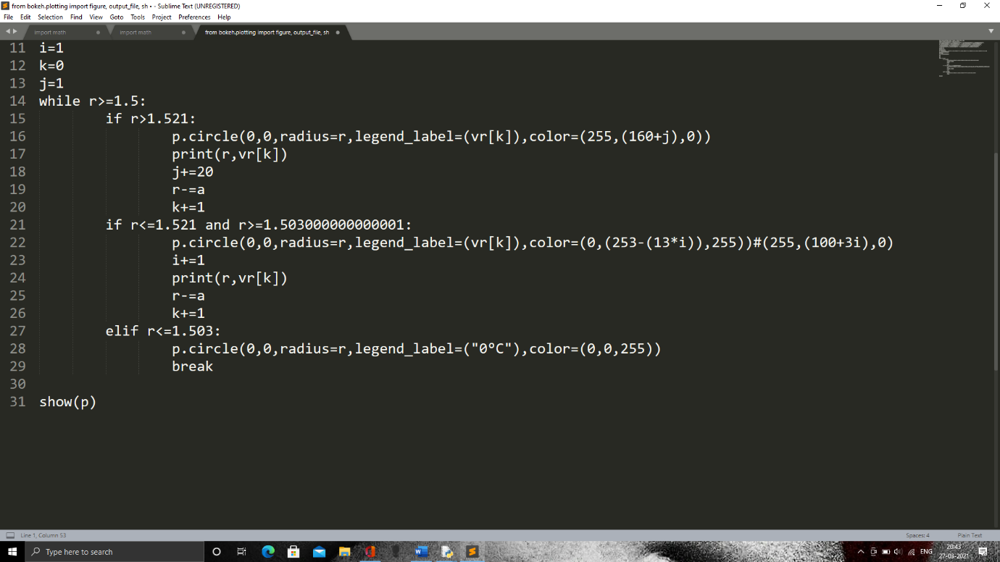 from bokeh.plotting import figure, output_file, sh • - Sublime Text (UNREGISTERED)
File Edit Selection Find View Goto Tools Project Preferences Help
import math import math from bokeh.plotting import figure, output_file, sh
11 i=1
12 k=0
13 j=1
14 while r>=1.5:
15 if r>1.521:
16 p.circle(0,0,radius=r,legend_label=(vr[k]),color=(255,(160+j),0))
17 print(r,vr[k])
18 j+=20
19 r-=a
20 k+=1
21 if r<=1.521 and r>=1.503000000000001:
22 p.circle(0,0,radius=r,legend_label=(vr[k]),color=(0,(253-(13*i)),255))#(255,(100+3i),0)
23 i+=1
24 print(r,vr[k])
25 r-=a
26 k+=1
27 elif r<=1.503:
28 p.circle(0,0,radius=r,legend_label=("0°C"),color=(0,0,255))
29 break
30
31 show(p)
Line 1, Column 53 Spaces: 4 Plain Text
Type here to search ENG 20:43
27-03-2021